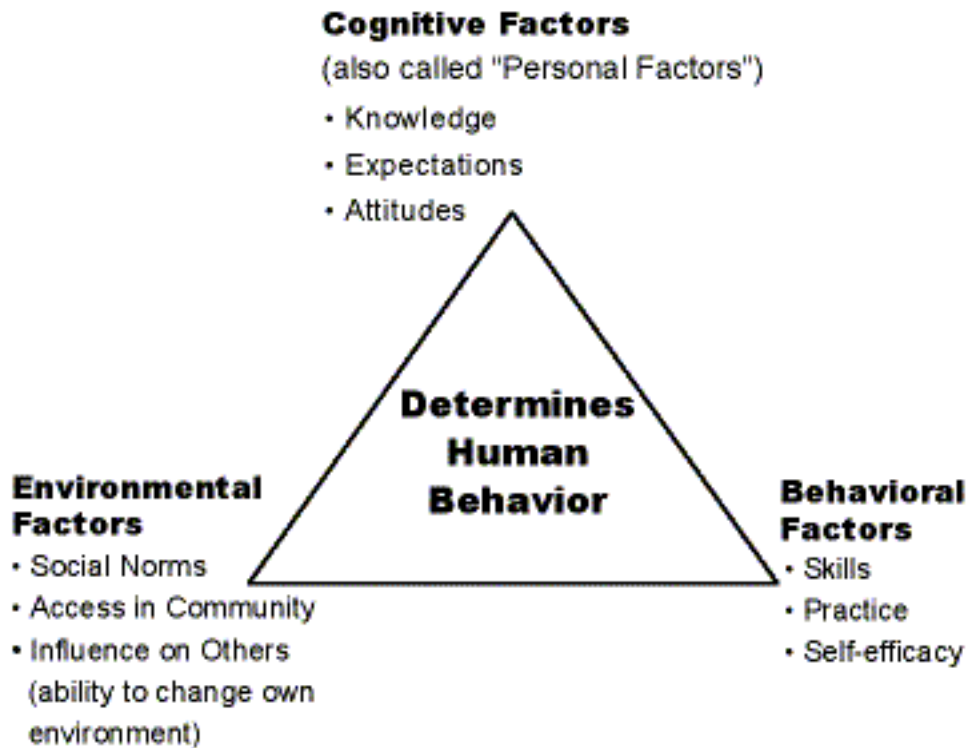 Cognitive Factors
(also called "Personal Factors")
• Knowledge
• Expectations
• Attitudes
Determines
Human
Behavior
Environmental
Factors
• Social Norms
• Access in Community
• Influence on Others
(ability to change own
environment)
Behavioral
Factors
• Skills
• Practice
• Self-efficacy